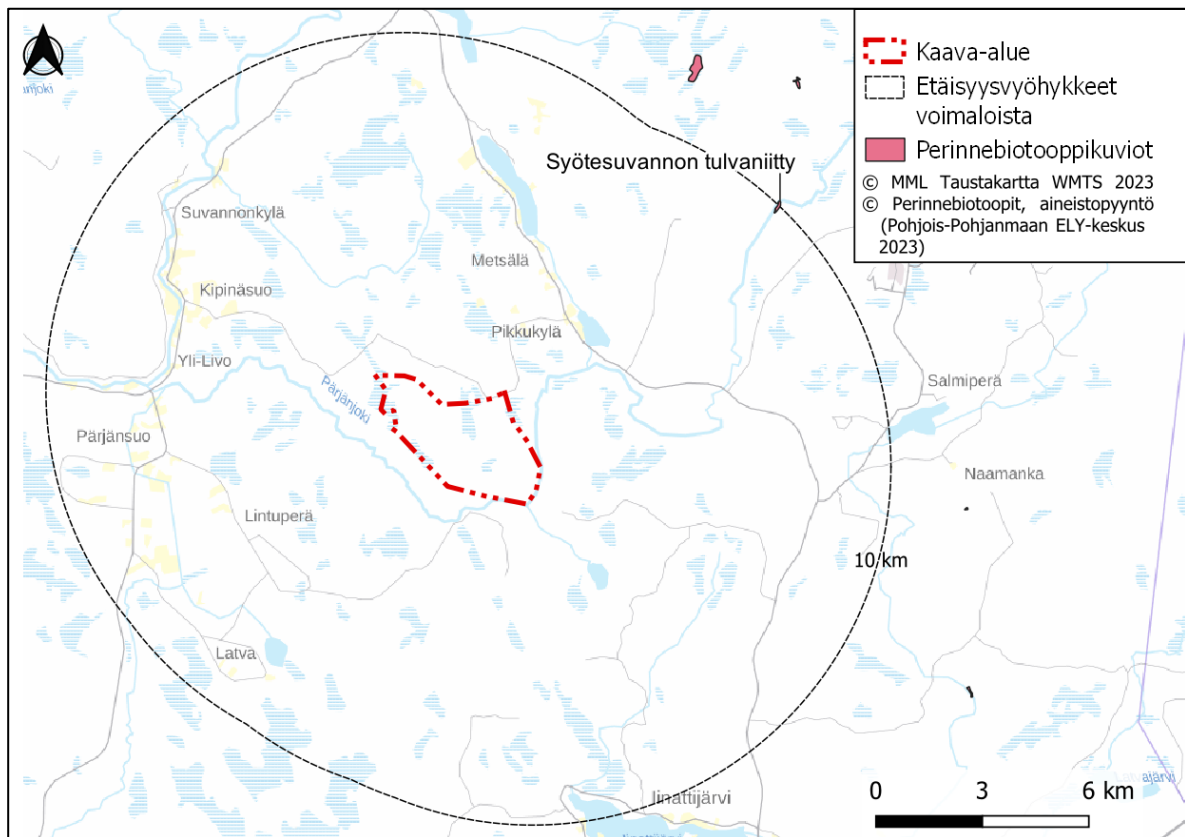 Kaava-alue
Etäisyysvyöhykkeet
voimaloista
Perinnebiotooppikuviot
© MML Taustakartta WMTS 2023
© Perinnebiotoopit, aineistopyyntö
(Pohjois-Pohjanmaan ELY-keskus
2023)
Syötesuvannon tulvaniitty
Suvannonkylä
Metsälä
Kipinäsuo
Pikkukylä
Yli-Livo
Pärjänjoki
Salmiperä
Pärjänsuo
Naamanka
Lintuperä
10 km
Latva
Iinattijärvi
0 3 6 km